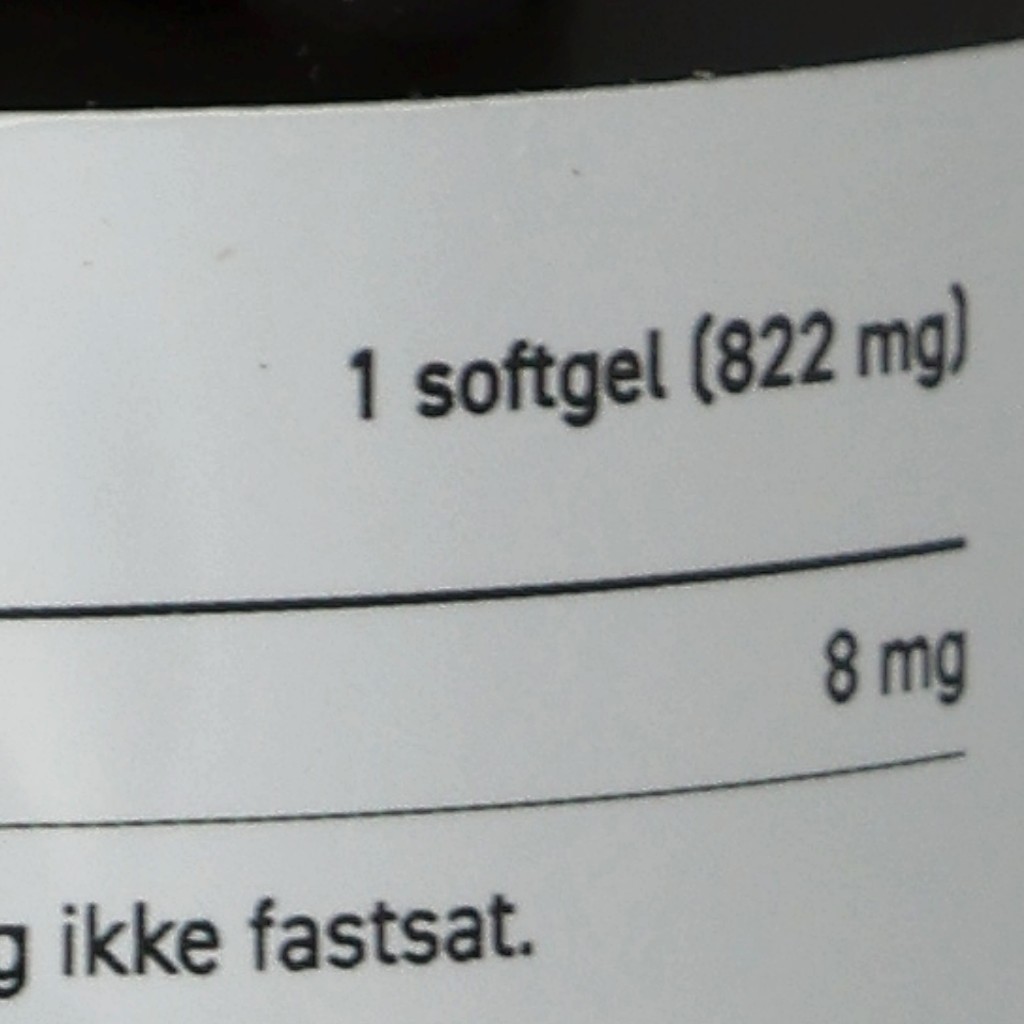 1 softgel (822 mg)
8 mg
ikke fastsat.